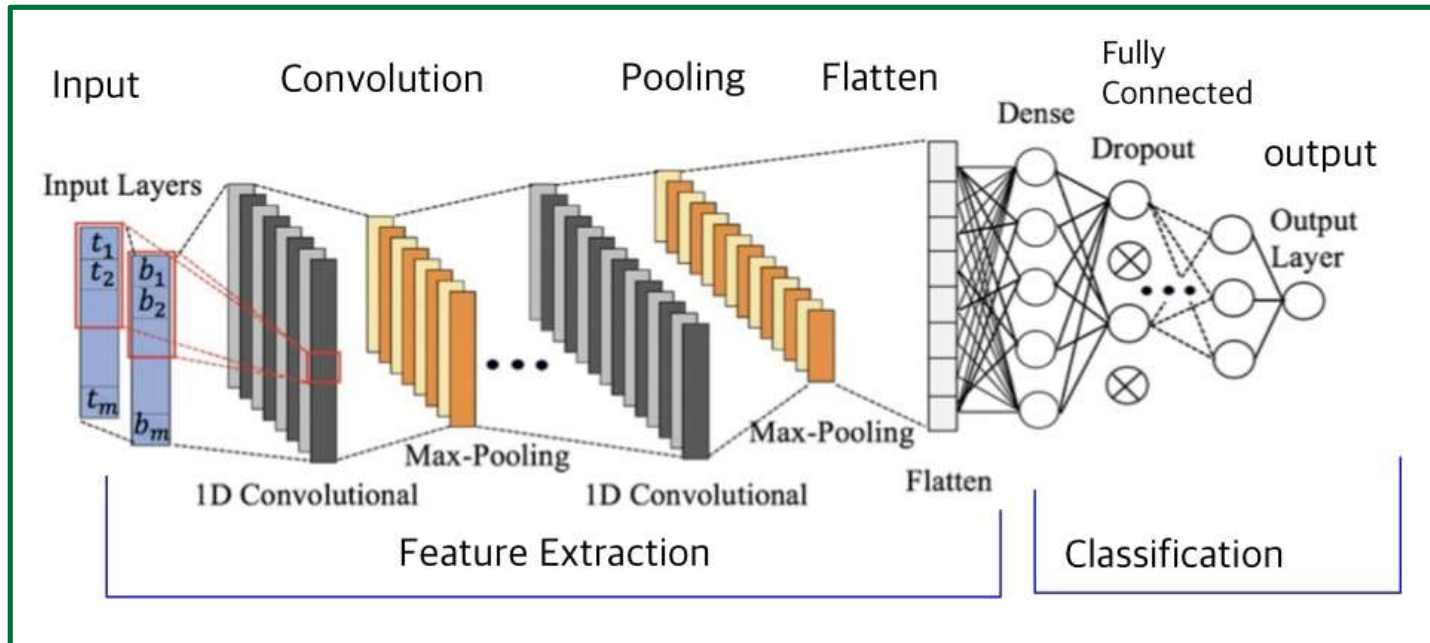 Input
Convolution
Pooling
Flatten
Fully
Connected
output
Input Layers
Dense
Dropout
Output
Layer
t₁
t₂
tₘ
b₁
b₂
bₘ
1D Convolutional
Max-Pooling
1D Convolutional
Max-Pooling
Flatten
Feature Extraction
Classification